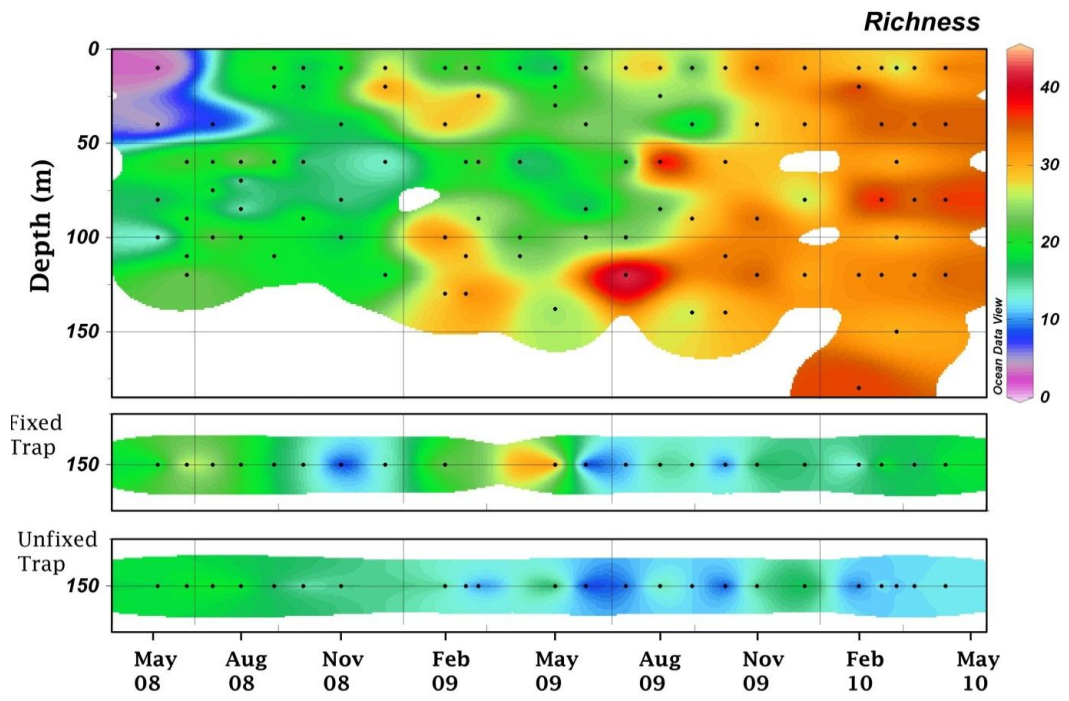 Richness
0
50
100
150
Depth (m)
40
30
20
10
0
Ocean Data View
Fixed
Trap
150
Unfixed
Trap
150
May Aug Nov Feb May Aug Nov Feb May
08 08 08 09 09 09 09 10 10